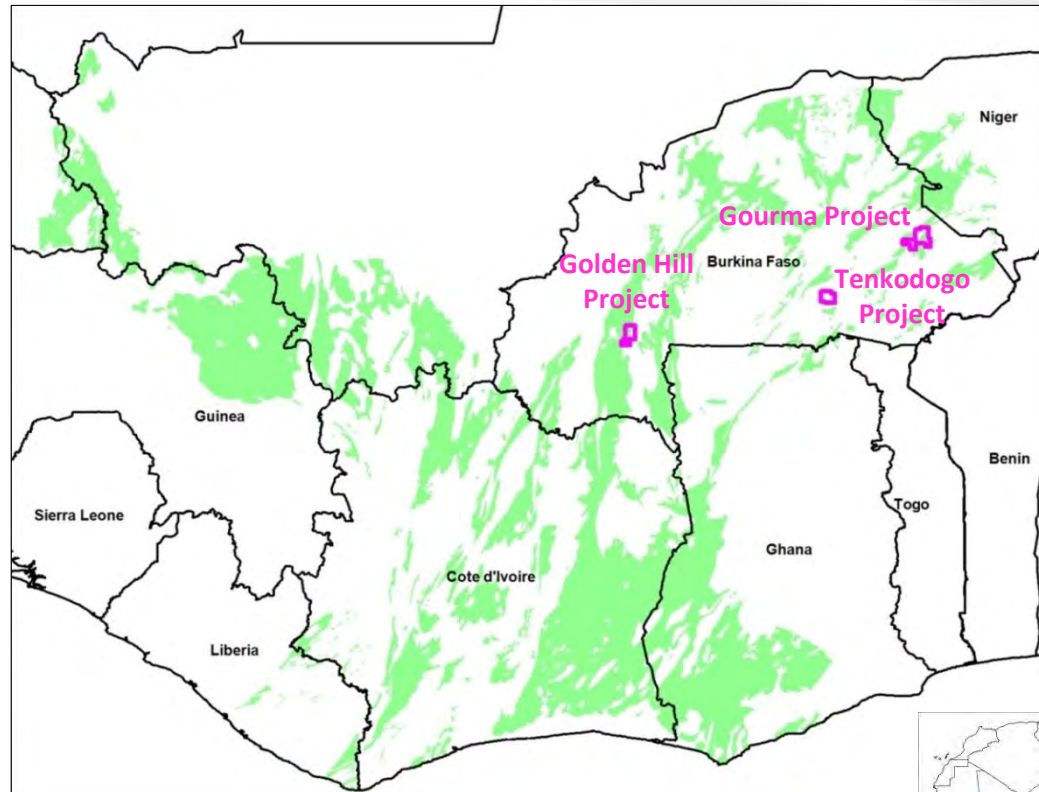 Niger
Gourma Project
Golden Hill
Project
Burkina Faso
Tenkodogo
Project
Guinea
Sierra Leone
Liberia
Cote d'Ivoire
Ghana
Togo
Benin